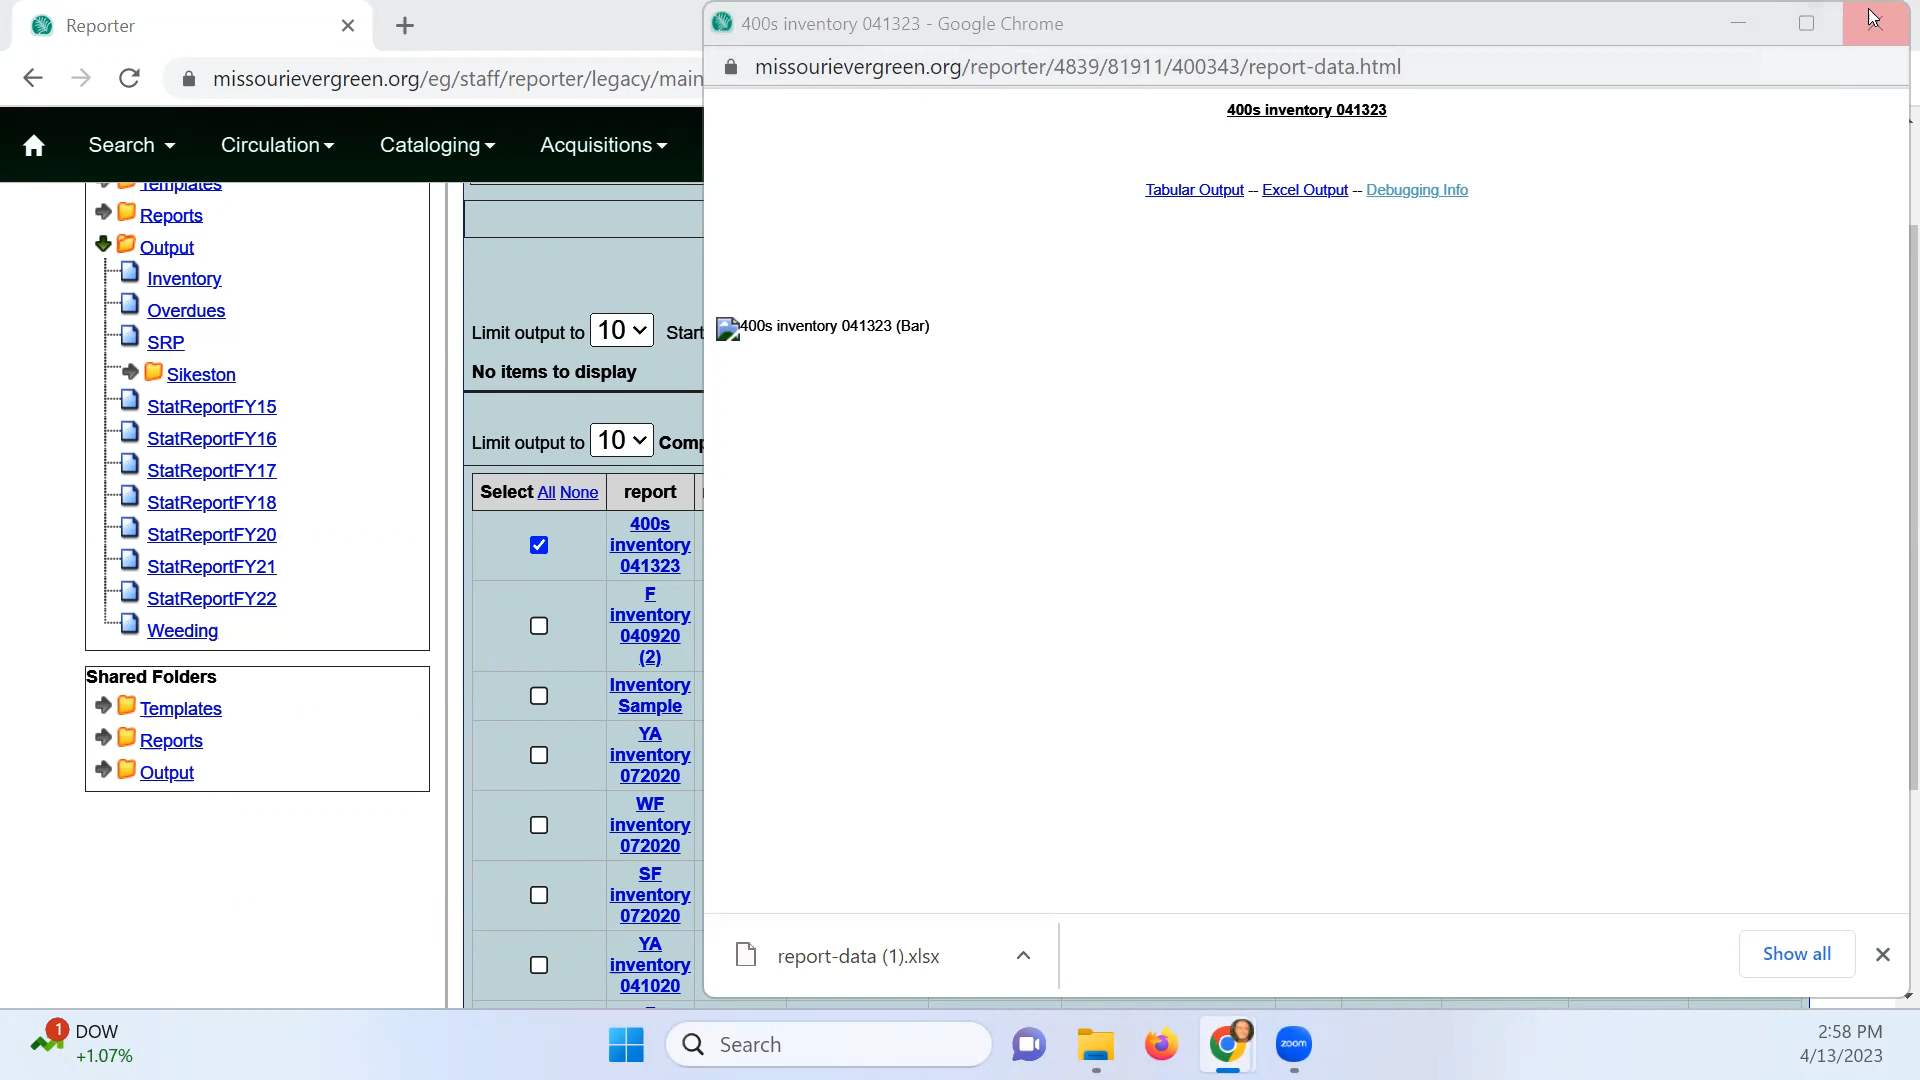 Reporter
missourievergreen.org/eg/staff/reporter/legacy/main
Search
Circulation
Cataloging
Acquisitions
Templates
Reports
Output
Inventory
Overdues
SRP
Sikeston
StatReportFY15
StatReportFY16
StatReportFY17
StatReportFY18
StatReportFY20
StatReportFY21
StatReportFY22
Weeding
Shared Folders
Templates
Reports
Output
Limit output to 10 Start
No items to display
Limit output to 10 Comp
Select All None report
400s
inventory
041323
F
inventory
040920
(2)
Inventory
Sample
YA
inventory
072020
WF
inventory
072020
SF
inventory
072020
YA
inventory
041020
400s inventory 041323 - Google Chrome
missourievergreen.org/reporter/4839/81911/400343/report-data.html
400s inventory 041323
Tabular Output -- Excel Output -- Debugging Info
400s inventory 041323 (Bar)
report-data (1).xlsx
Show all
1 DOW
+1.07%
Search
zoom
2:58 PM
4/13/2023